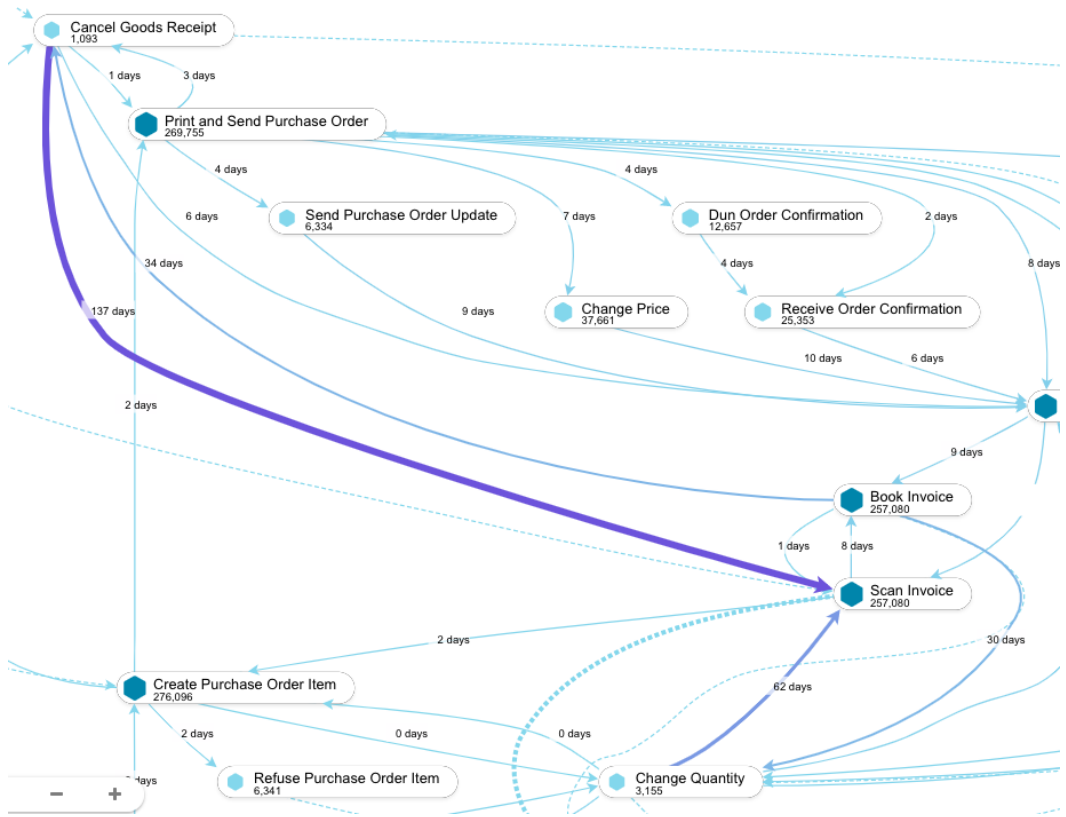 Cancel Goods Receipt
1,093
1 days
3 days
Print and Send Purchase Order
269,755
4 days
4 days
Send Purchase Order Update
6,334
6 days
7 days
Dun Order Confirmation
12,657
2 days
34 days
4 days
8 days
137 days
9 days
Change Price
37,661
Receive Order Confirmation
25,353
10 days
6 days
2 days
9 days
Book Invoice
257,080
1 days
8 days
Scan Invoice
257,080
2 days
30 days
Create Purchase Order Item
276,096
62 days
2 days
0 days
0 days
Refuse Purchase Order Item
6,341
Change Quantity
3,155
days
− +